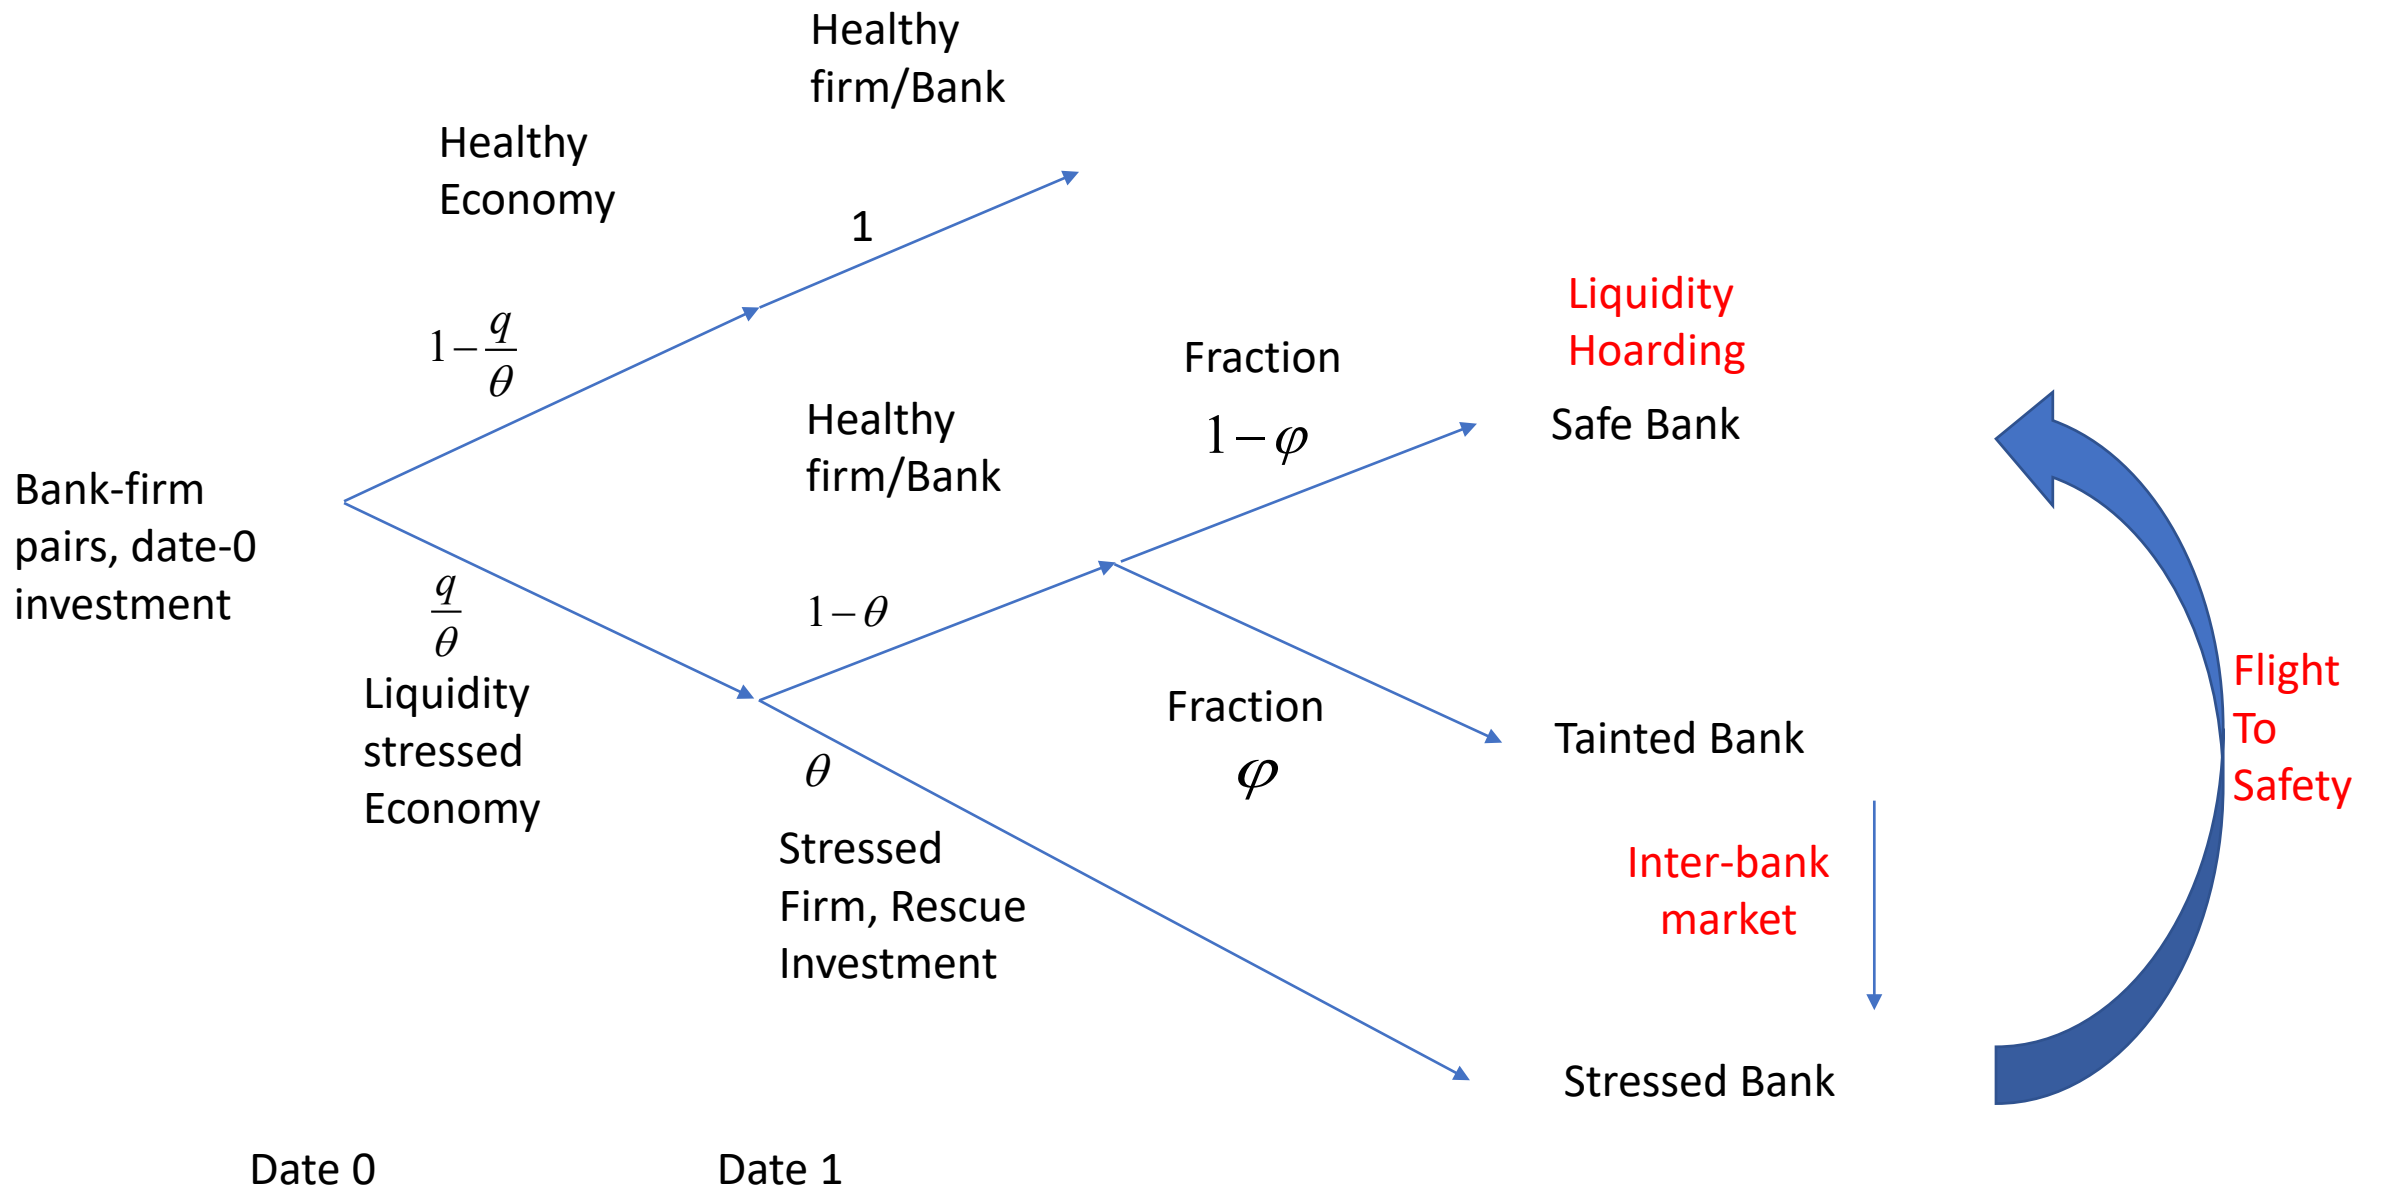 Healthy
firm/Bank
Healthy
Economy
1
1 − q/θ
Liquidity
Hoarding
Fraction
1 − φ
Safe Bank
Healthy
firm/Bank
Bank-firm
pairs, date-0
investment
q/θ
1 − θ
Liquidity
stressed
Economy
θ
Fraction
φ
Tainted Bank
Flight
To
Safety
Stressed
Firm, Rescue
Investment
Inter-bank
market
Stressed Bank
Date 0
Date 1